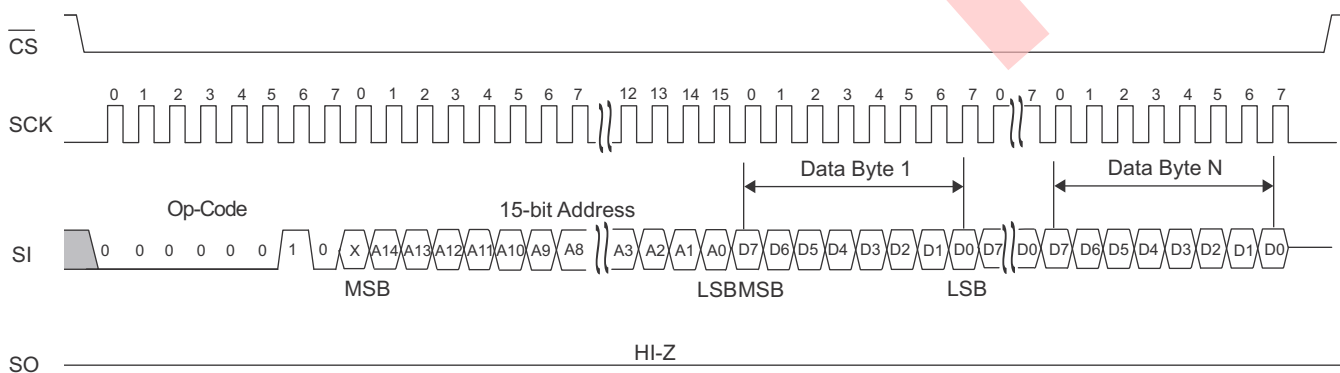 CS
0 1 2 3 4 5 6 7 0 1 2 3 4 5 6 7 12 13 14 15 0 1 2 3 4 5 6 7 0 7 0 1 2 3 4 5 6 7
SCK
Data Byte 1 Data Byte N
Op-Code 15-bit Address
SI 0 0 0 0 0 0 1 0 X A14 A13 A12 A11 A10 A9 A8 A3 A2 A1 A0 D7 D6 D5 D4 D3 D2 D1 D0 D7 D0 D7 D6 D5 D4 D3 D2 D1 D0
MSB LSB MSB LSB
HI-Z
SO